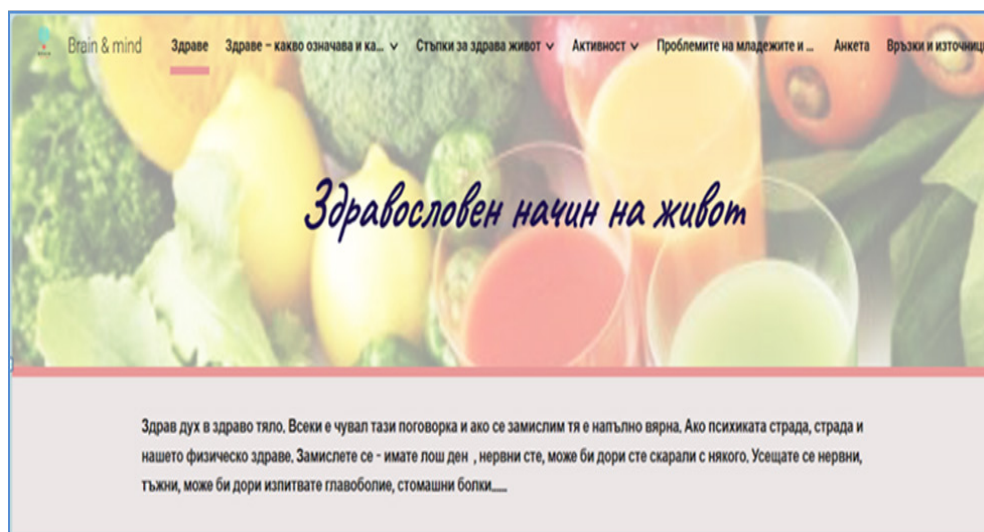 Brain & mind Здраве Здраве – какво означава и ка... Стъпки за здрава живот Активност Проблемите на младежите и ... Анкета Връзки и източници
Здравословен начин на живот
Здрав дух в здраво тяло. Всеки е чувал тази поговорка и ако се замислим тя е напълно вярна. Ако психиката страда, страда и
нашето физическо здраве. Замислете се - имате лош ден , нервни сте, може би дори сте скарали с някого. Усещате се нервни,
тъжни, може би дори изпитвате главоболие, стомашни болки......